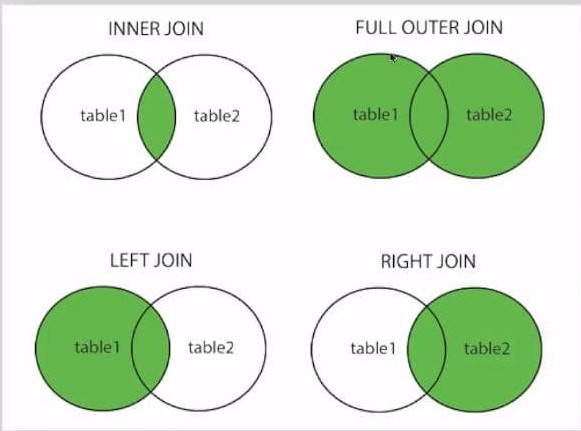 INNER JOIN
FULL OUTER JOIN
table1
table2
table1
table2
LEFT JOIN
RIGHT JOIN
table1
table2
table1
table2